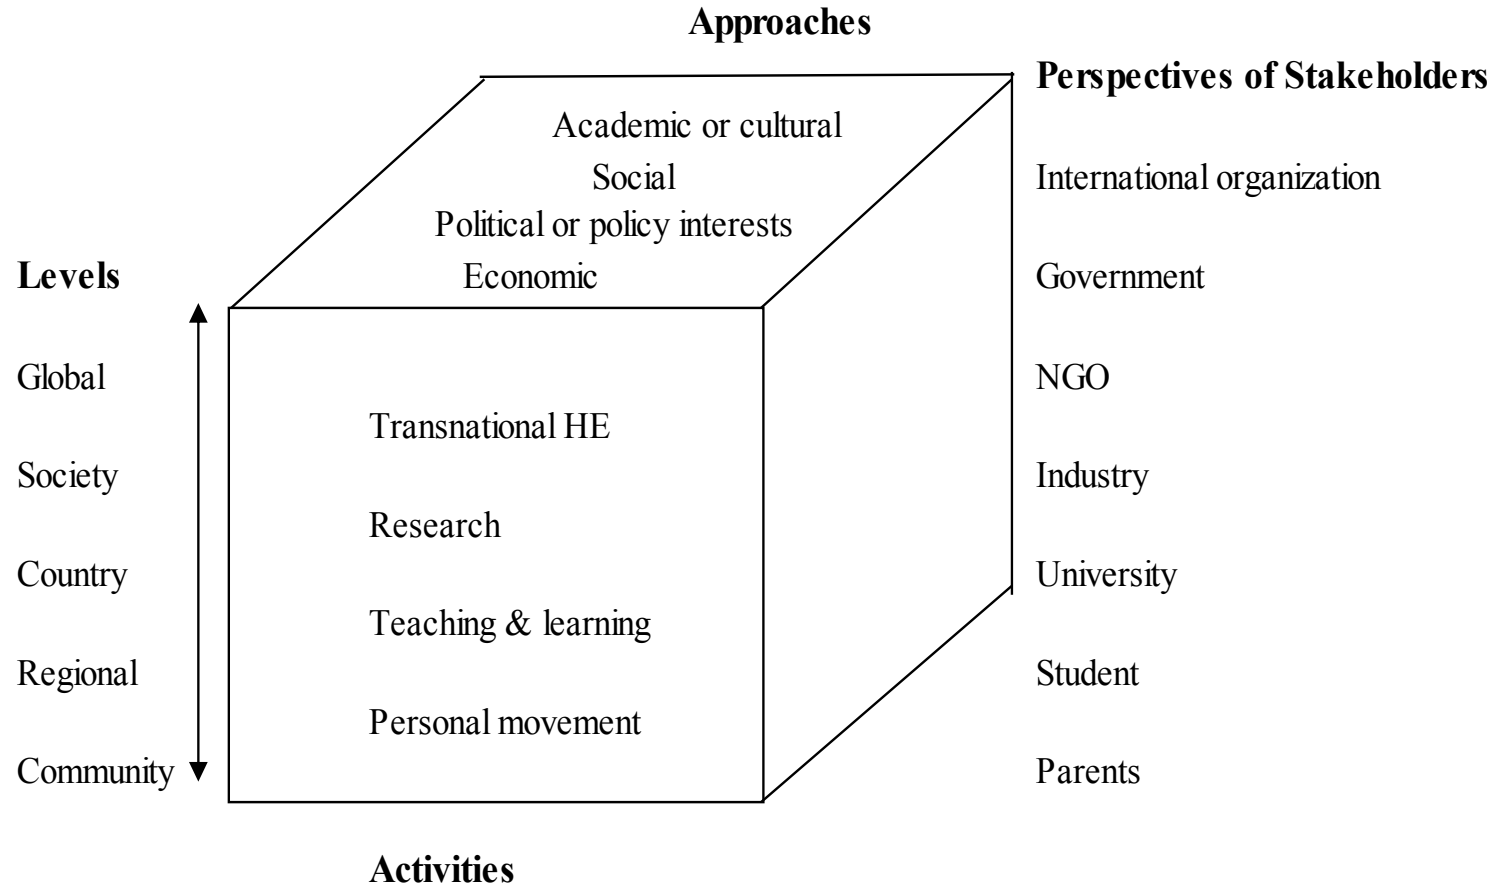 Approaches
Perspectives of Stakeholders
Academic or cultural
Social
Political or policy interests
Economic
Levels
Global
Society
Country
Regional
Community
Transnational HE
Research
Teaching & learning
Personal movement
Activities
International organization
Government
NGO
Industry
University
Student
Parents